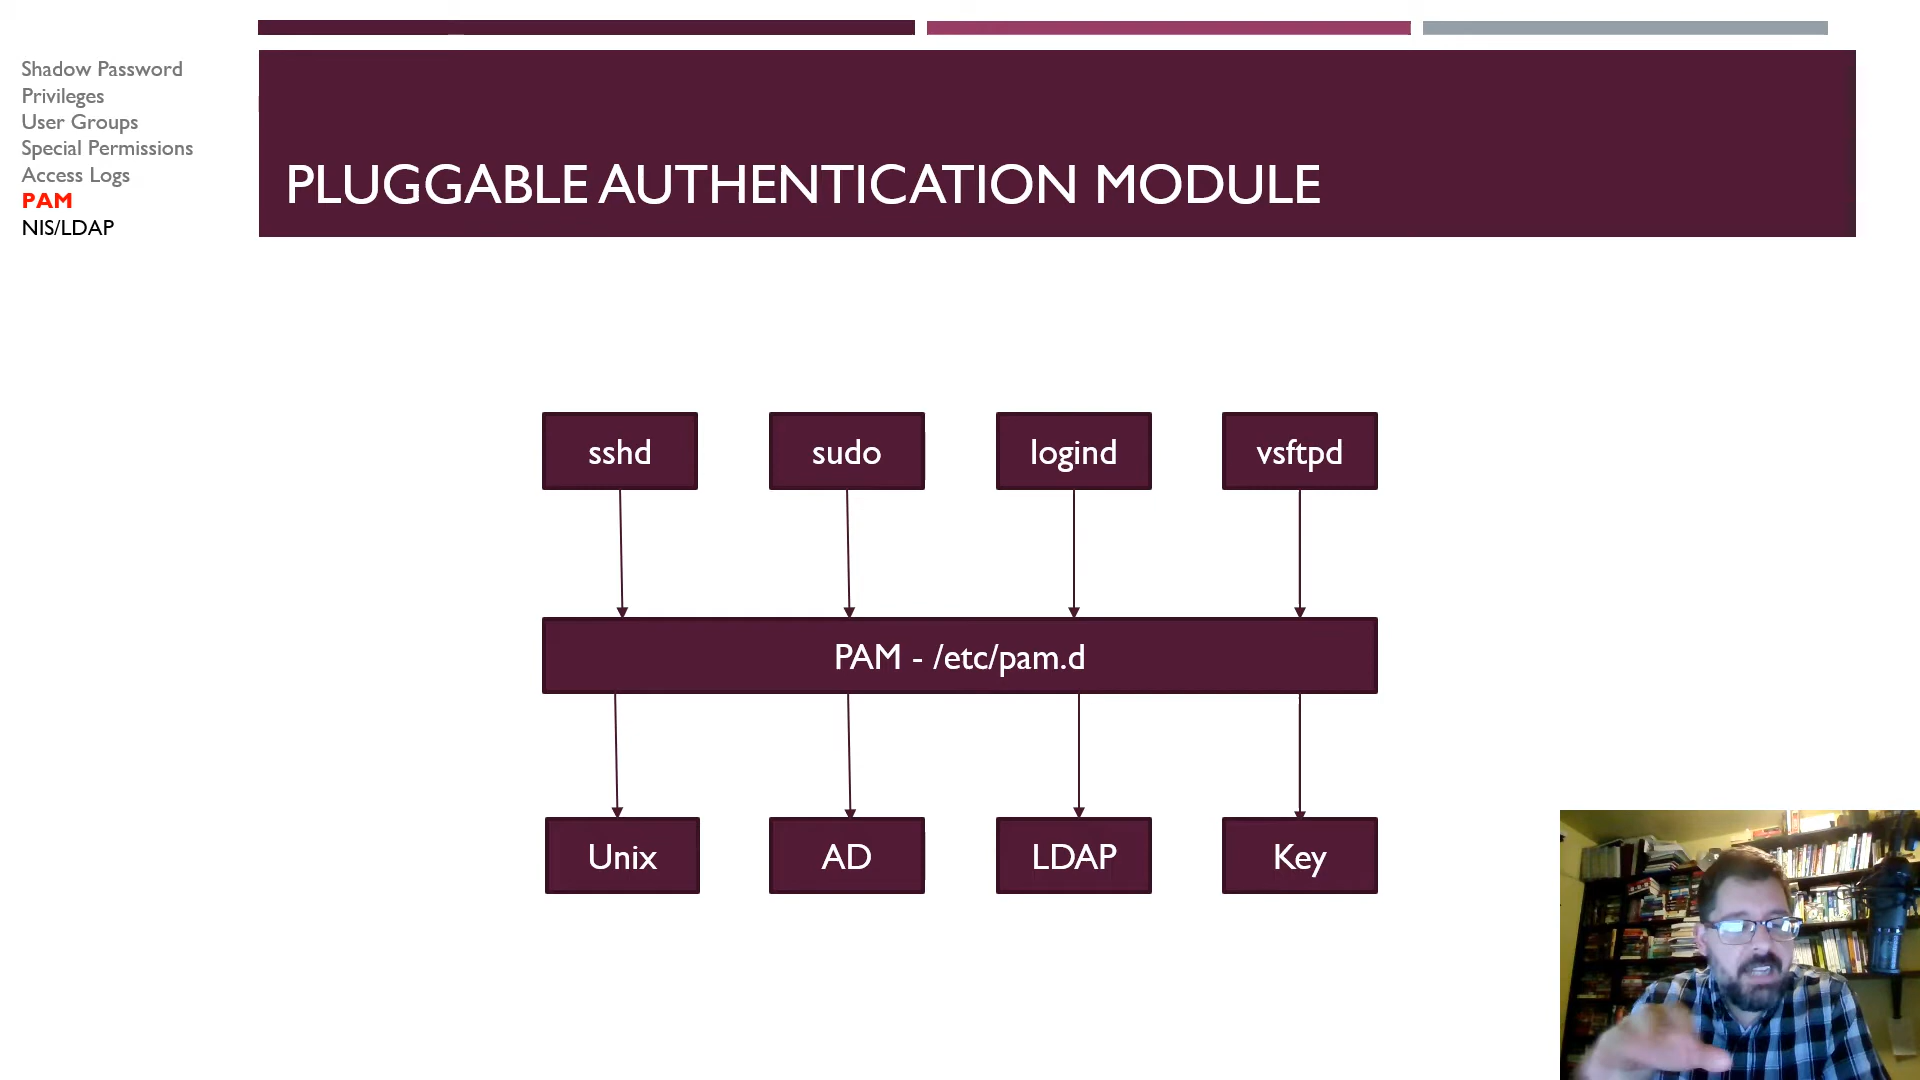 Shadow Password
Privileges
User Groups
Special Permissions
Access Logs
PAM
NIS/LDAP
PLUGGABLE AUTHENTICATION MODULE
sshd
sudo
logind
vsftpd
PAM - /etc/pam.d
Unix
AD
LDAP
Key